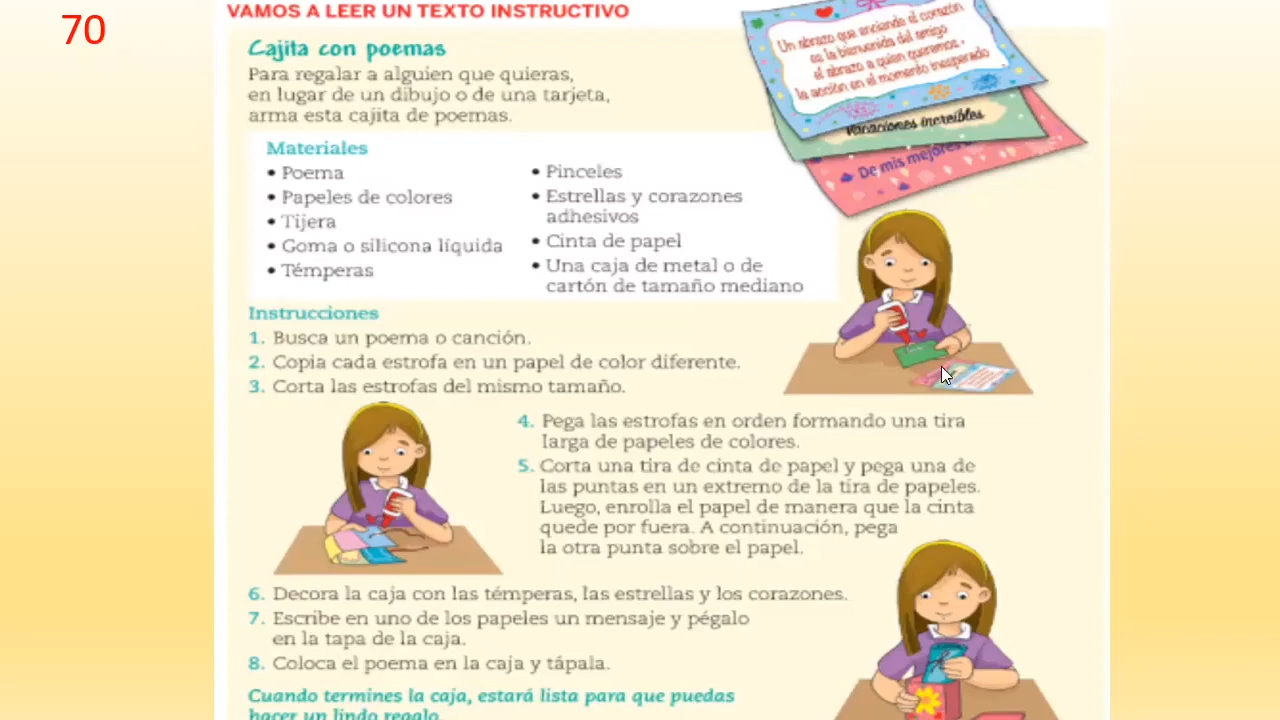 70
VAMOS A LEER UN TEXTO INSTRUCTIVO
Cajita con poemas
Para regalar a alguien que quieras,
en lugar de un dibujo o de una tarjeta,
arma esta cajita de poemas.
Un abrazo que enciende el corazón
es la bienvenida del amigo
el abrazo a quien queremos,
la acción en el momento inesperado
vacaciones increíbles
De mis mejores
Materiales
• Poema
• Papeles de colores
• Tijera
• Goma o silicona líquida
• Témperas
• Pinceles
• Estrellas y corazones
adhesivos
• Cinta de papel
• Una caja de metal o de
cartón de tamaño mediano
Instrucciones
1. Busca un poema o canción.
2. Copia cada estrofa en un papel de color diferente.
3. Corta las estrofas del mismo tamaño.
4. Pega las estrofas en orden formando una tira
larga de papeles de colores.
5. Corta una tira de cinta de papel y pega una de
las puntas en un extremo de la tira de papeles.
Luego, enrolla el papel de manera que la cinta
quede por fuera. A continuación, pega
la otra punta sobre el papel.
6. Decora la caja con las témperas, las estrellas y los corazones.
7. Escribe en uno de los papeles un mensaje y pégalo
en la tapa de la caja.
8. Coloca el poema en la caja y tápala.
Cuando termines la caja, estará lista para que puedas
hacer un lindo regalo.